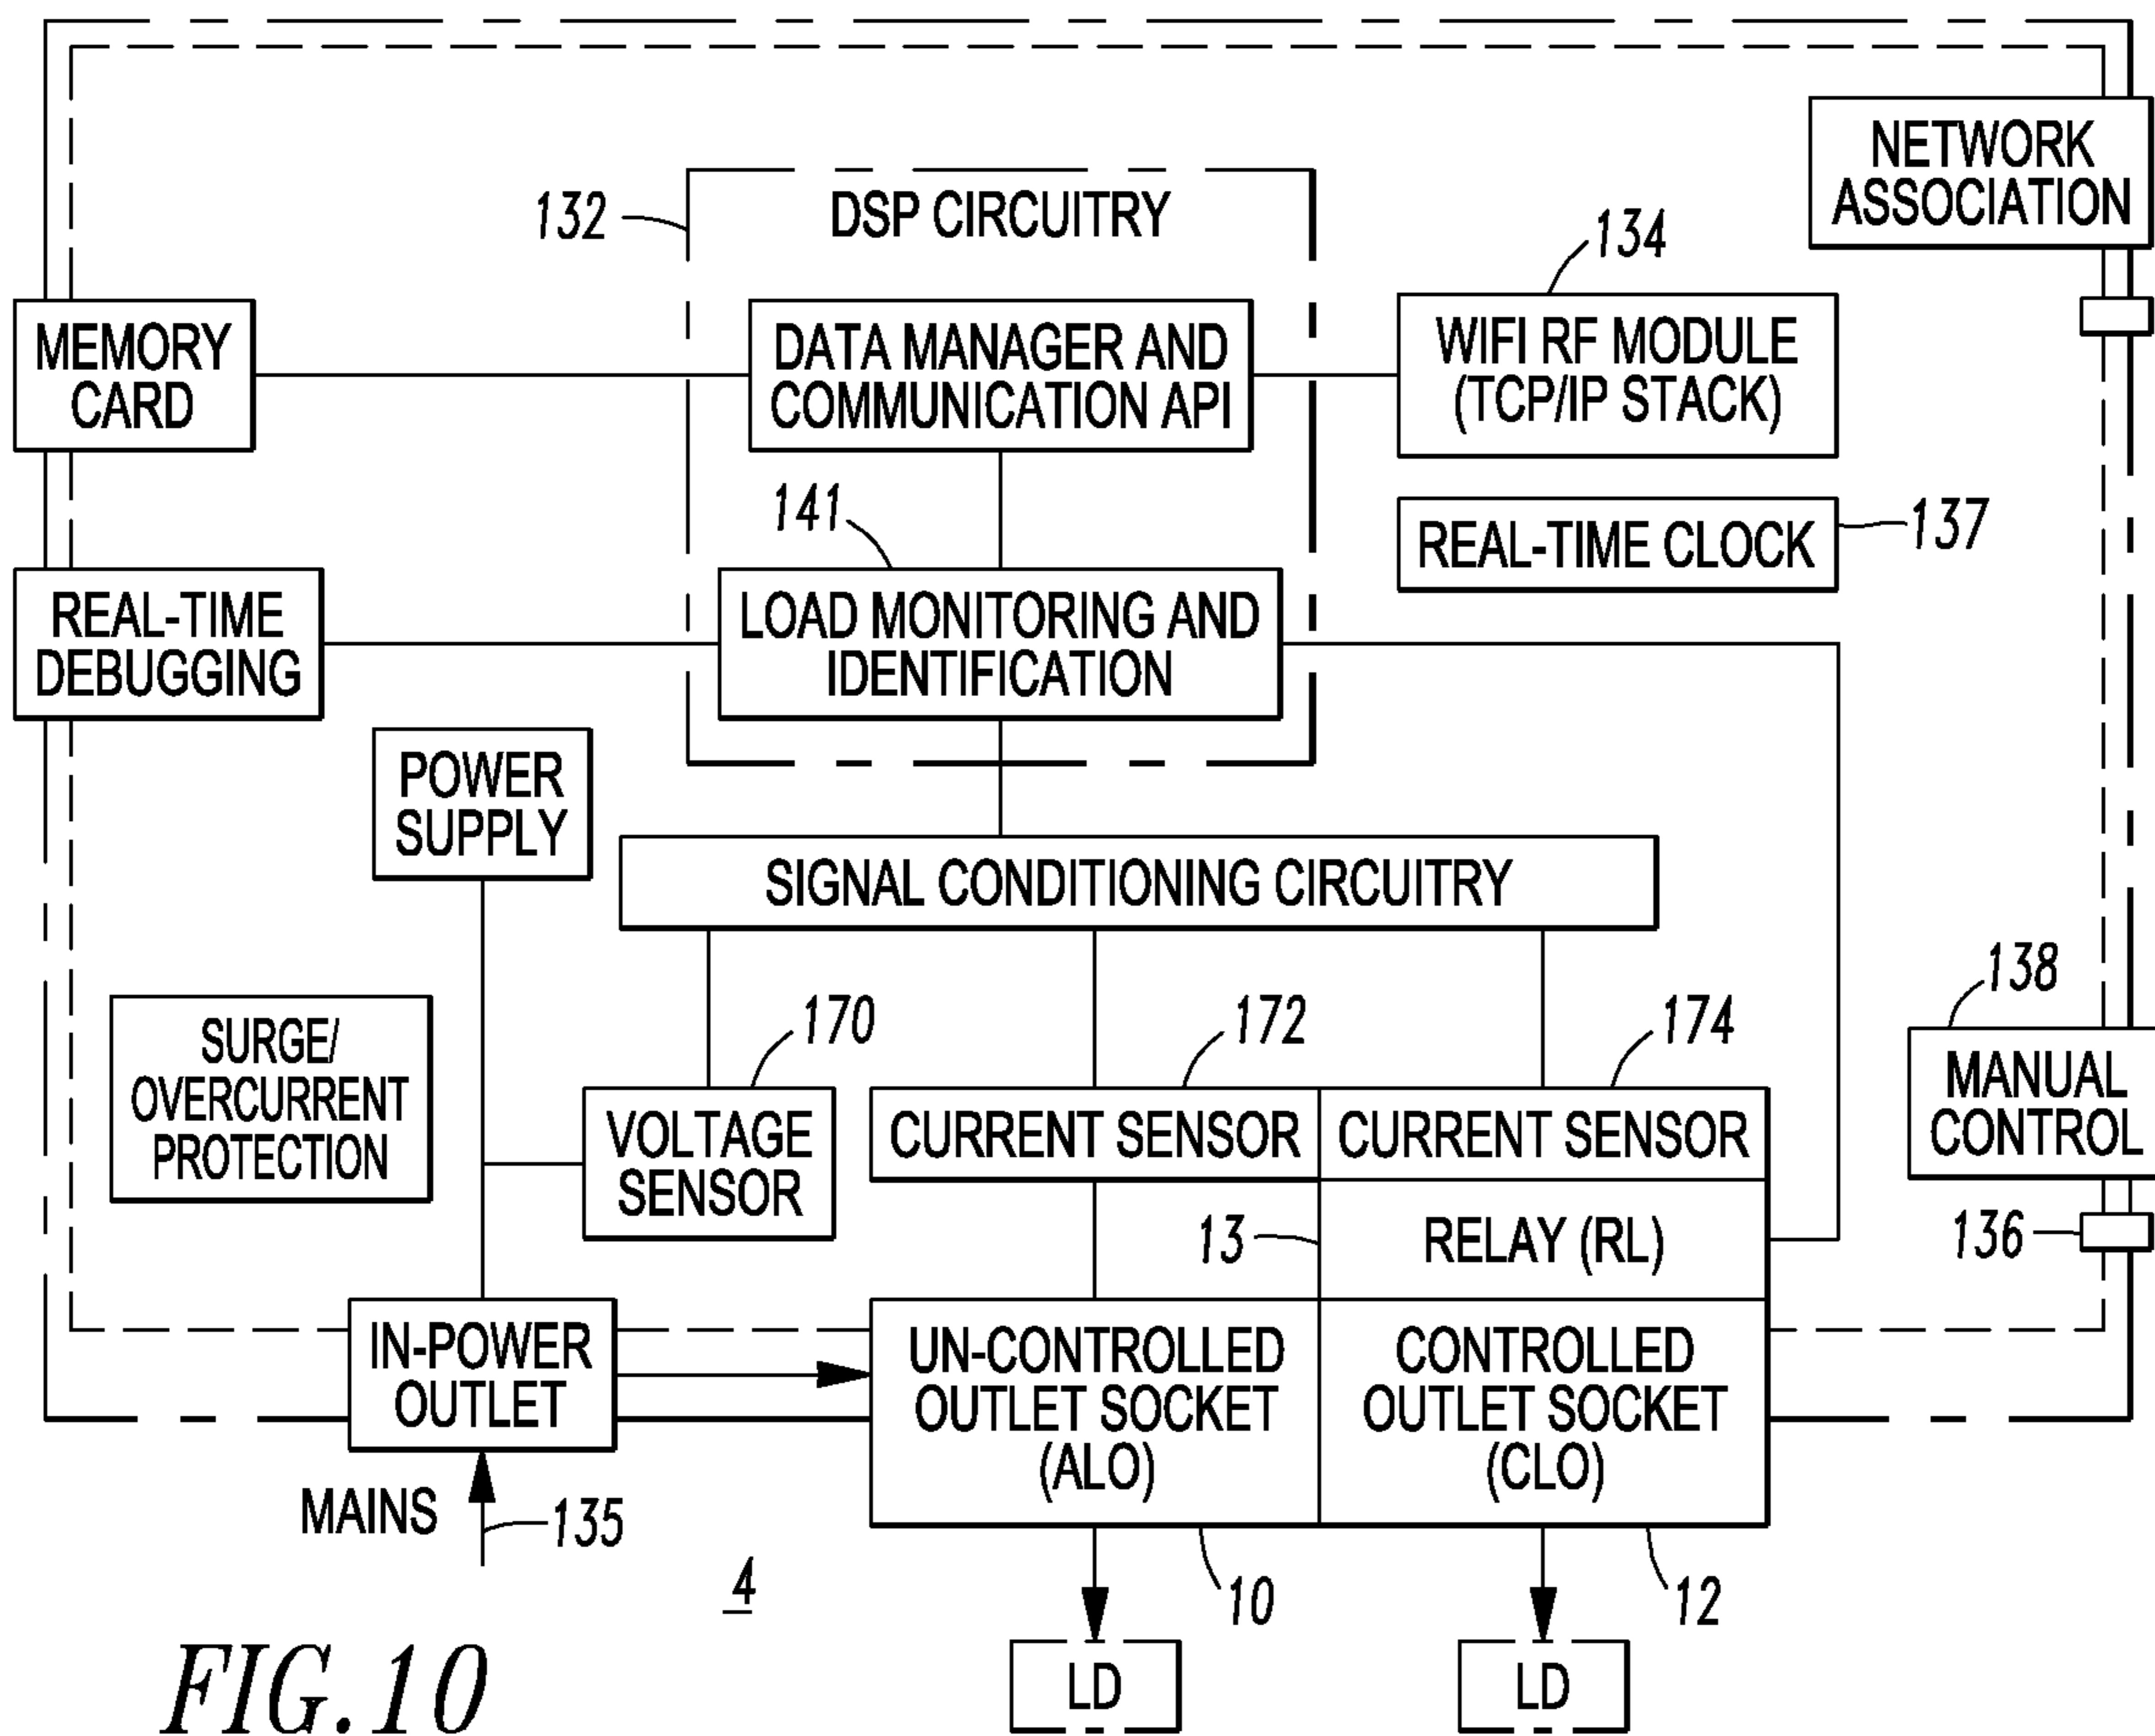 NETWORK
ASSOCIATION
132
DSP CIRCUITRY
134
MEMORY
CARD
DATA MANAGER AND
COMMUNICATION API
WIFI RF MODULE
(TCP/IP STACK)
141
REAL-TIME CLOCK
137
REAL-TIME
DEBUGGING
LOAD MONITORING AND
IDENTIFICATION
POWER
SUPPLY
SIGNAL CONDITIONING CIRCUITRY
138
SURGE/
OVERCURRENT
PROTECTION
170
172
174
VOLTAGE
SENSOR
CURRENT SENSOR
CURRENT SENSOR
MANUAL
CONTROL
13
RELAY (RL)
136
IN-POWER
OUTLET
UN-CONTROLLED
OUTLET SOCKET
(ALO)
CONTROLLED
OUTLET SOCKET
(CLO)
MAINS
135
4
10
12
LD
LD
FIG.10